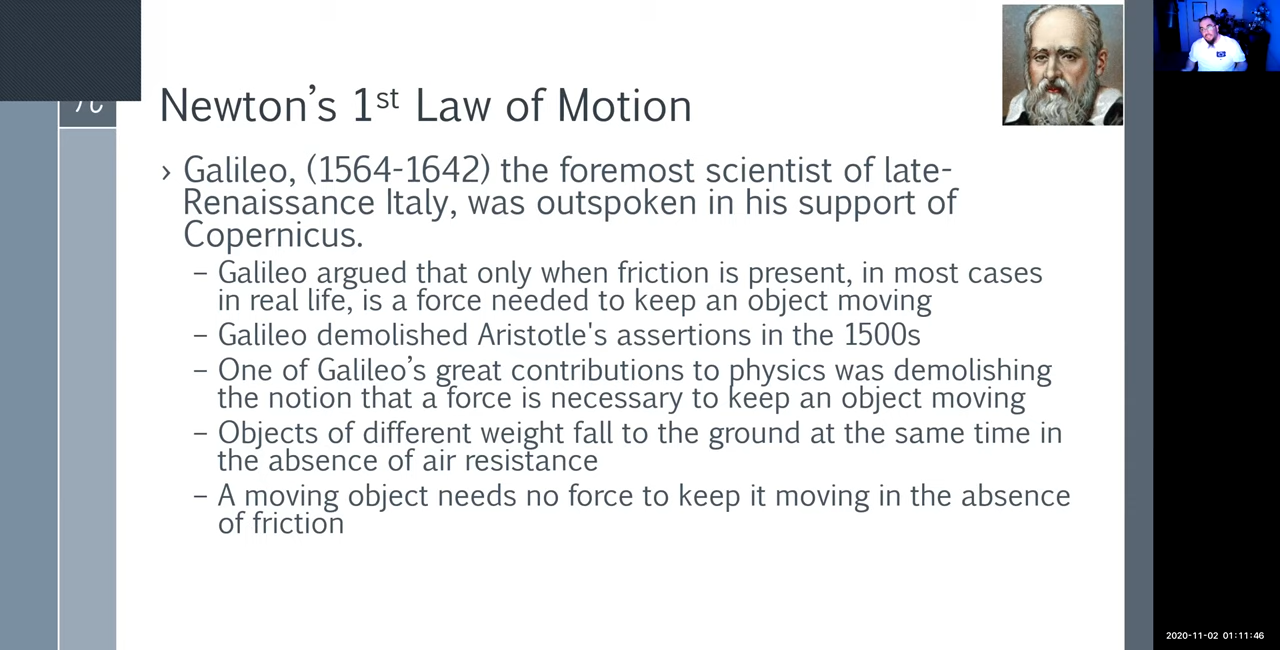 Newton’s 1st Law of Motion
› Galileo, (1564-1642) the foremost scientist of late-
Renaissance Italy, was outspoken in his support of
Copernicus.
– Galileo argued that only when friction is present, in most cases
in real life, is a force needed to keep an object moving
– Galileo demolished Aristotle's assertions in the 1500s
– One of Galileo’s great contributions to physics was demolishing
the notion that a force is necessary to keep an object moving
– Objects of different weight fall to the ground at the same time in
the absence of air resistance
– A moving object needs no force to keep it moving in the absence
of friction
2020-11-02 01:11:46